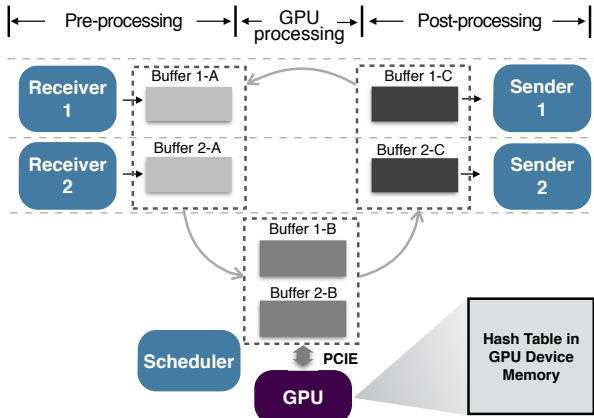 Pre-processing
GPU
processing
Post-processing
Receiver
1
Buffer 1-A
Buffer 1-C
Sender
1
Receiver
2
Buffer 2-A
Buffer 2-C
Sender
2
Buffer 1-B
Buffer 2-B
Scheduler
PCIE
GPU
Hash Table in
GPU Device
Memory